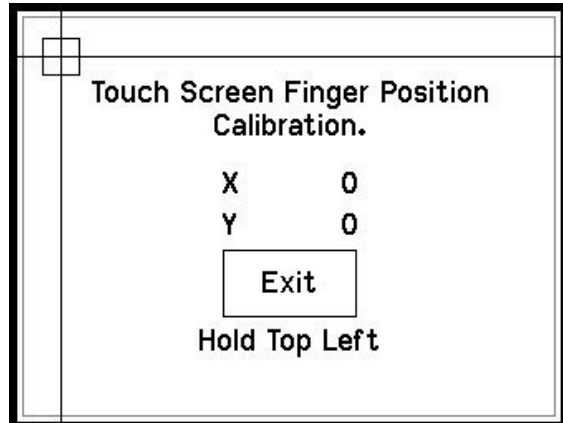 Touch Screen Finger Position
Calibration.
X 0
Y 0
Exit
Hold Top Left